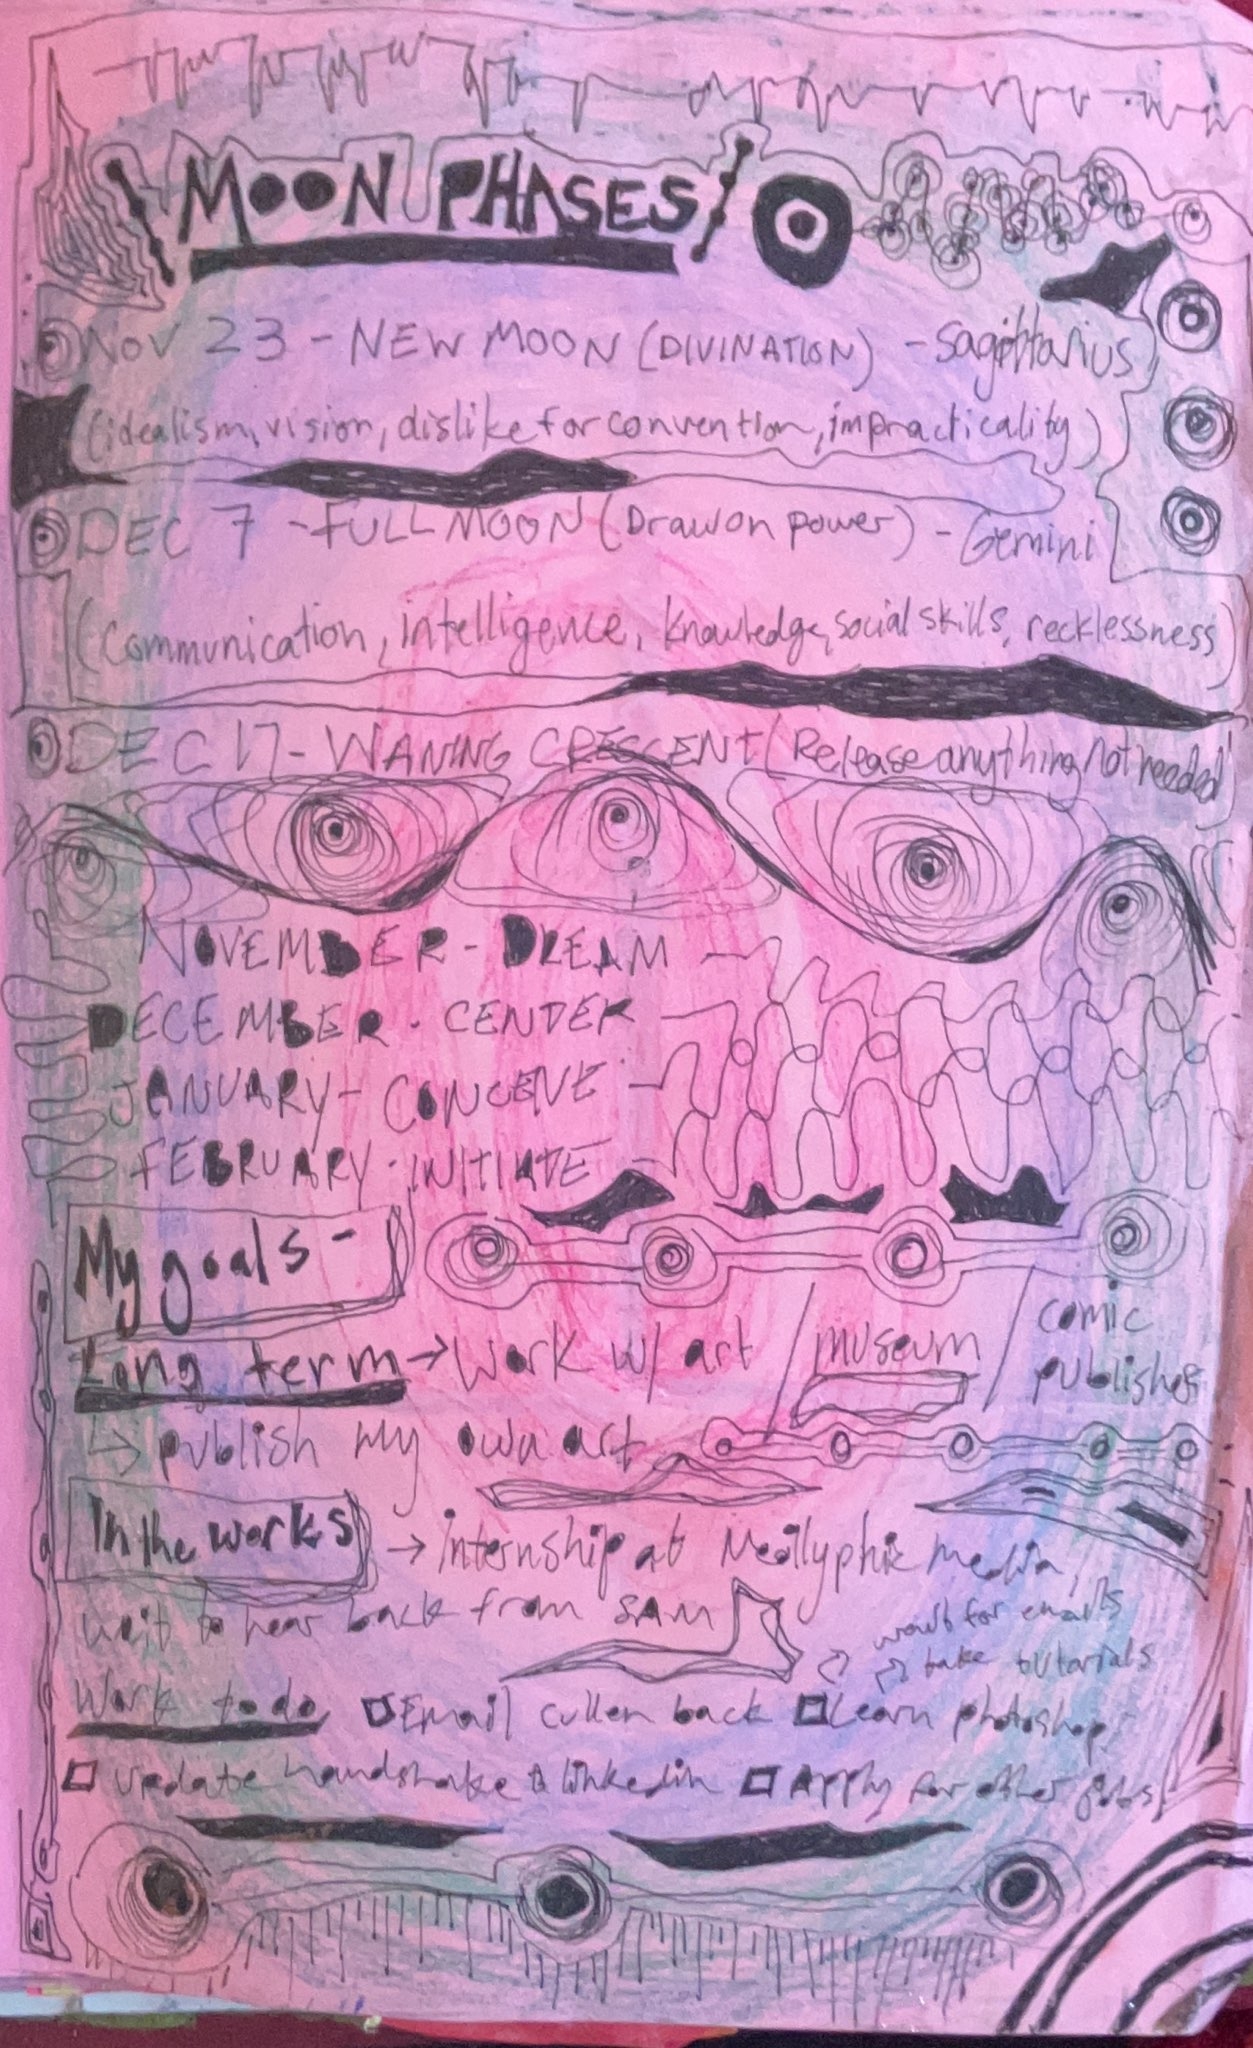 MOON PHASES
NOV 23 - NEW MOON (DIVINATION) - Sagittarius
(idealism, vision, dislike for convention, impracticality)
DEC 7 - FULL MOON (Draw on power) - Gemini
(Communication, intelligence, knowledge, social skills, recklessness)
DEC 17 - WANING CRESCENT (Release anything not needed)
NOVEMBER - DREAM
DECEMBER - CENTER
JANUARY - CONCEIVE
FEBRUARY - INITIATE
My goals -
Long term → Work w/ art / museum / comic publisher
↳ publish my own art
In the works → internship at media,
wait to hear back from SAM
wait for emails
take tutorials
Work to do □ Email cullen back □ Learn photoshop
□ Update handshake & linkedin □ Apply for other jobs